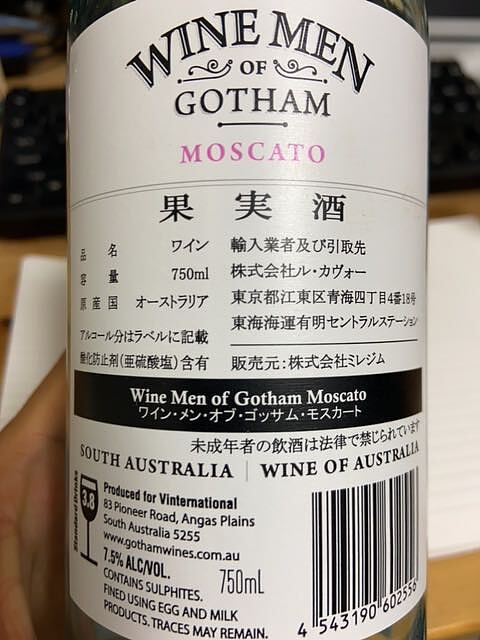 WINE MEN
OF
GOTHAM
MOSCATO
果実酒
品名 ワイン
容量 750ml
原産国 オーストラリア
アルコール分はラベルに記載
酸化防止剤(亜硫酸塩)含有
輸入業者及び引取先
株式会社ル・カヴォー
東京都江東区青海四丁目4番18号
東海海運有明セントラルステーション
販売元:株式会社ミレジム
Wine Men of Gotham Moscato
ワイン・メン・オブ・ゴッサム・モスカート
未成年者の飲酒は法律で禁じられています
SOUTH AUSTRALIA | WINE OF AUSTRALIA
3.8
Standard Drinks
Produced for Vinternational
83 Pioneer Road, Angas Plains
South Australia 5255
www.gothamwines.com.au
7.5% ALC/VOL.
CONTAINS SULPHITES.
FINED USING EGG AND MILK
PRODUCTS. TRACES MAY REMAIN.
750mL
4 543190 602556